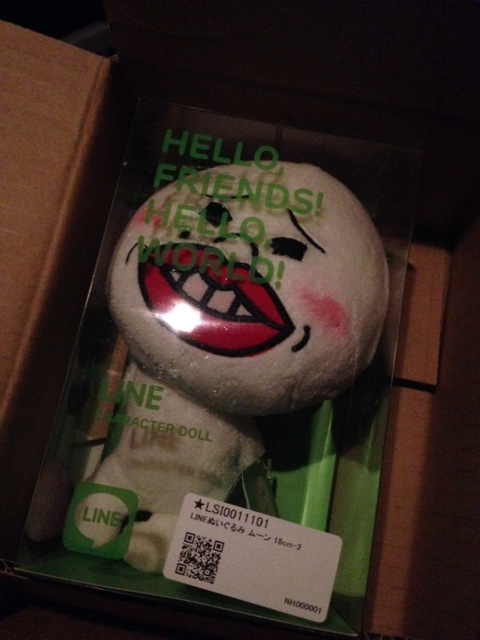 HELLO,
FRIENDS!
HELLO,
WORLD!
LINE
CHARACTER DOLL
LINE
★LSI0011101
LINEぬいぐるみ ムーン 18cm-2
NH000001